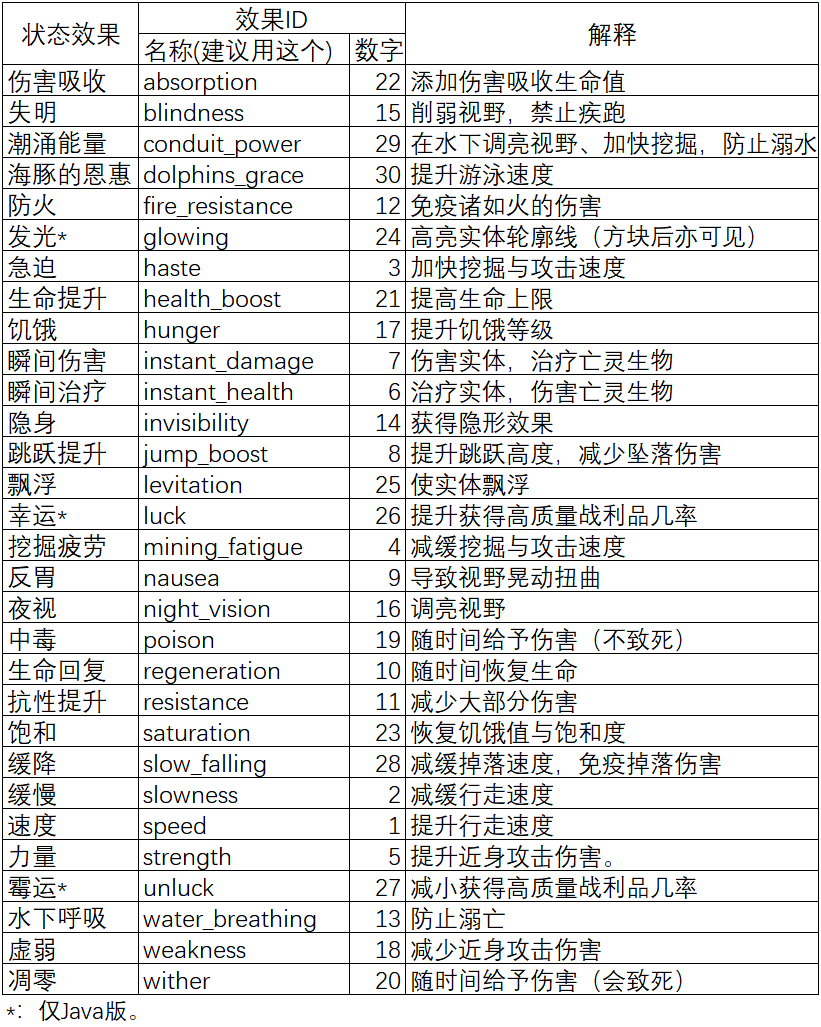 状态效果 效果ID 解释
名称(建议用这个) 数字
伤害吸收 absorption 22 添加伤害吸收生命值
失明 blindness 15 削弱视野，禁止疾跑
潮涌能量 conduit_power 29 在水下调亮视野、加快挖掘，防止溺水
海豚的恩惠 dolphins_grace 30 提升游泳速度
防火 fire_resistance 12 免疫诸如火的伤害
发光* glowing 24 高亮实体轮廓线（方块后亦可见）
急迫 haste 3 加快挖掘与攻击速度
生命提升 health_boost 21 提高生命上限
饥饿 hunger 17 提升饥饿等级
瞬间伤害 instant_damage 7 伤害实体，治疗亡灵生物
瞬间治疗 instant_health 6 治疗实体，伤害亡灵生物
隐身 invisibility 14 获得隐形效果
跳跃提升 jump_boost 8 提升跳跃高度，减少坠落伤害
飘浮 levitation 25 使实体飘浮
幸运* luck 26 提升获得高质量战利品几率
挖掘疲劳 mining_fatigue 4 减缓挖掘与攻击速度
反胃 nausea 9 导致视野晃动扭曲
夜视 night_vision 16 调亮视野
中毒 poison 19 随时间给予伤害（不致死）
生命回复 regeneration 10 随时间恢复生命
抗性提升 resistance 11 减少大部分伤害
饱和 saturation 23 恢复饥饿值与饱和度
缓降 slow_falling 28 减缓掉落速度，免疫掉落伤害
缓慢 slowness 2 减缓行走速度
速度 speed 1 提升行走速度
力量 strength 5 提升近身攻击伤害。
霉运* unluck 27 减小获得高质量战利品几率
水下呼吸 water_breathing 13 防止溺亡
虚弱 weakness 18 减少近身攻击伤害
凋零 wither 20 随时间给予伤害（会致死）
*：仅Java版。